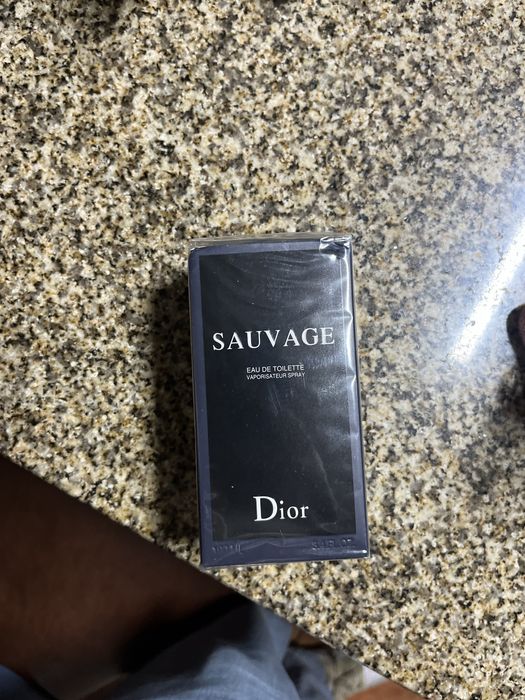 SAUVAGE
EAU DE TOILETTE
VAPORISATEUR SPRAY
Dior